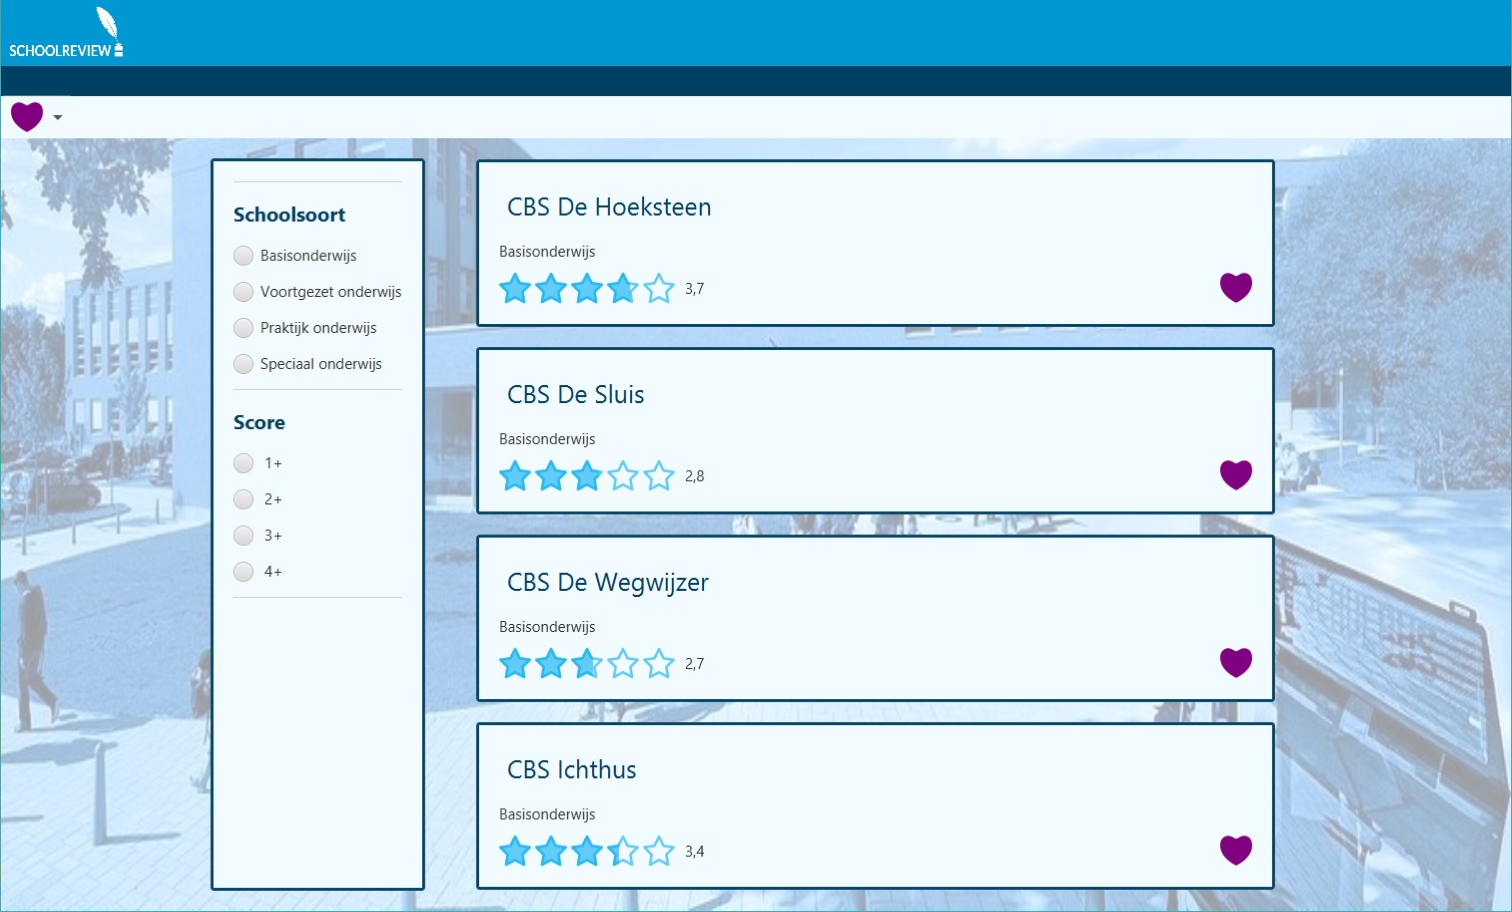 SCHOOLREVIEW
Schoolsoort
Basisonderwijs
Voortgezet onderwijs
Praktijk onderwijs
Speciaal onderwijs
Score
1+
2+
3+
4+
CBS De Hoeksteen
Basisonderwijs
3,7
CBS De Sluis
Basisonderwijs
2,8
CBS De Wegwijzer
Basisonderwijs
2,7
CBS Ichthus
Basisonderwijs
3,4